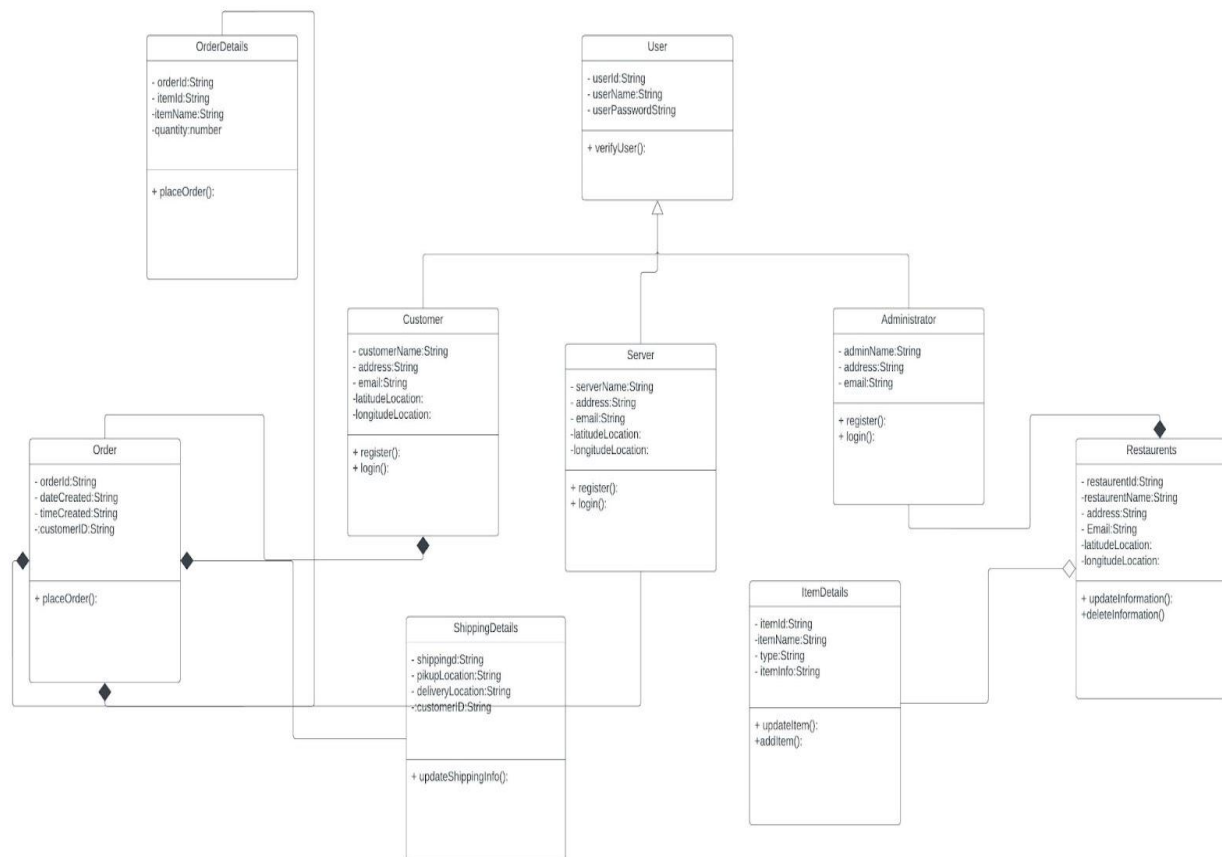 OrderDetails
- orderId:String
- itemId:String
-itemName:String
-quantity:number
+ placeOrder():
User
- userId:String
- userName:String
- userPasswordString
+ verifyUser():
Customer
- customerName:String
- address:String
- email:String
-latitudeLocation:
-longitudeLocation:
+ register():
+ login():
Server
- serverName:String
- address:String
- email:String
-latitudeLocation:
-longitudeLocation:
+ register():
+ login():
Administrator
- adminName:String
- address:String
- email:String
+ register():
+ login():
Order
- orderId:String
- dateCreated:String
- timeCreated:String
-:customerID:String
+ placeOrder():
Restaurents
- restaurentId:String
-restaurentName:String
- address:String
- Email:String
-latitudeLocation:
-longitudeLocation:
+ updateInformation():
+deleteInformation()
ShippingDetails
- shippingd:String
- pikupLocation:String
- deliveryLocation:String
-:customerID:String
+ updateShippingInfo():
ItemDetails
- itemId:String
-itemName:String
- type:String
- itemInfo:String
+ updateItem():
+addItem():